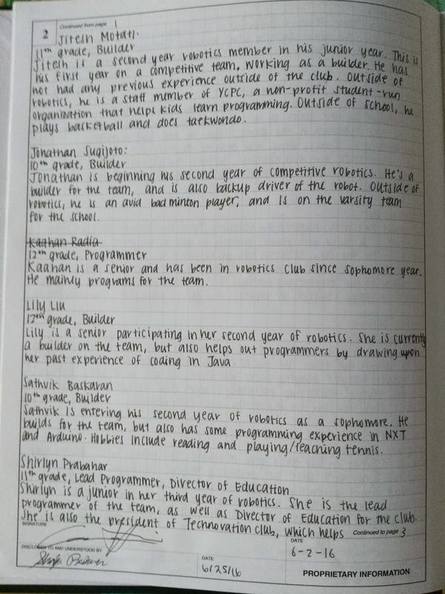 2 Continued from page 1
Jitesh Motati:
11th grade, Builder
Jitesh is a second year robotics member in his junior year. This is
his first year on a competitive team, working as a builder. He has
not had any previous experience outside of the club. Outside of
robotics, he is a staff member of YCPC, a non-profit student-run
organization that helps kids learn programming. Outside of school, he
plays basketball and does taekwondo.
Jonathan Sugijoto:
10th grade, Builder
Jonathan is beginning his second year of competitive robotics. He's a
builder for the team, and is also backup driver of the robot. Outside of
robotics, he is an avid badminton player, and is on the varsity team
for the school.
Kaahan Radia
12th grade, Programmer
Kaahan is a senior and has been in robotics club since sophomore year.
He mainly programs for the team.
Lily Liu
12th grade, Builder
Lily is a senior participating in her second year of robotics. She is currently
a builder on the team, but also helps out programmers by drawing upon
her past experience of coding in Java
Sathvik Baskaran
10th grade, Builder
Sathvik is entering his second year of robotics as a sophomore. He
builds for the team, but also has some programming experience in NXT
and Arduino. Hobbies include reading and playing/teaching tennis.
Shirlyn Prabahar
11th grade, Lead Programmer, Director of Education
Shirlyn is a junior in her third year of robotics. She is the lead
programmer of the team, as well as Director of Education for the club.
She is also the president of Technovation club, which helps Continued to page 3
SIGNATURE
DATE
6-2-16
DISCLOSED TO AND UNDERSTOOD BY
DATE
6/25/16
PROPRIETARY INFORMATION